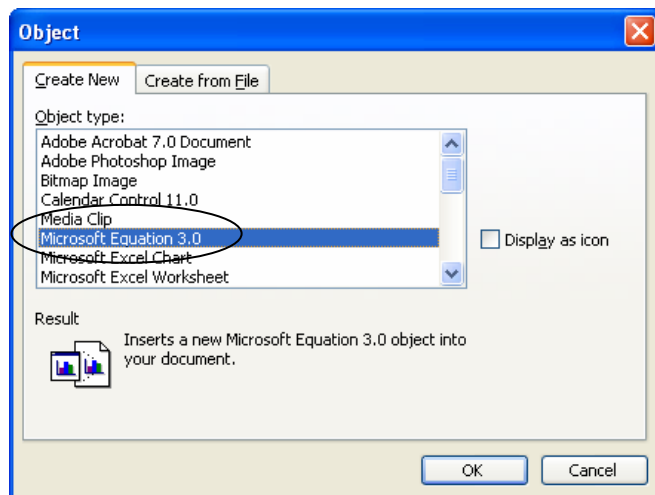 Object
Create New
Create from File
Object type:
Adobe Acrobat 7.0 Document
Adobe Photoshop Image
Bitmap Image
Calendar Control 11.0
Media Clip
Microsoft Equation 3.0
Microsoft Excel Chart
Microsoft Excel Worksheet
Display as icon
Result
Inserts a new Microsoft Equation 3.0 object into
your document.
OK
Cancel